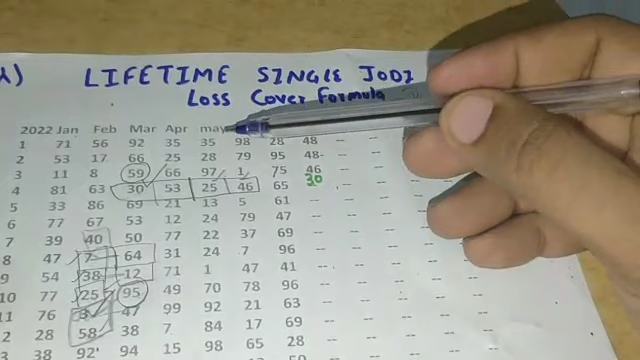 LIFETIME SINGLE JODI
Loss Cover Formula
2022 Jan Feb Mar Apr may
1 71 56 92 35 35 98 28 48 -- --
2 53 17 66 25 28 79 95 48 -- --
3 11 8 59 66 97 1 75 46 --
4 81 63 30 53 25 46 65 30
5 33 86 69 21 13 5 61 --
6 77 67 53 12 24 79 47 --
7 39 40 50 77 22 37 69 --
8 47 7 64 31 24 7 96 -- --
9 54 38 12 71 1 47 41 -- -- --
10 77 25 95 49 70 78 96 -- -- --
11 76 47 99 92 21 63 -- -- --
2 28 58 38 7 84 17 69 -- -- --
38 92 94 15 98 65 28 -- -- --